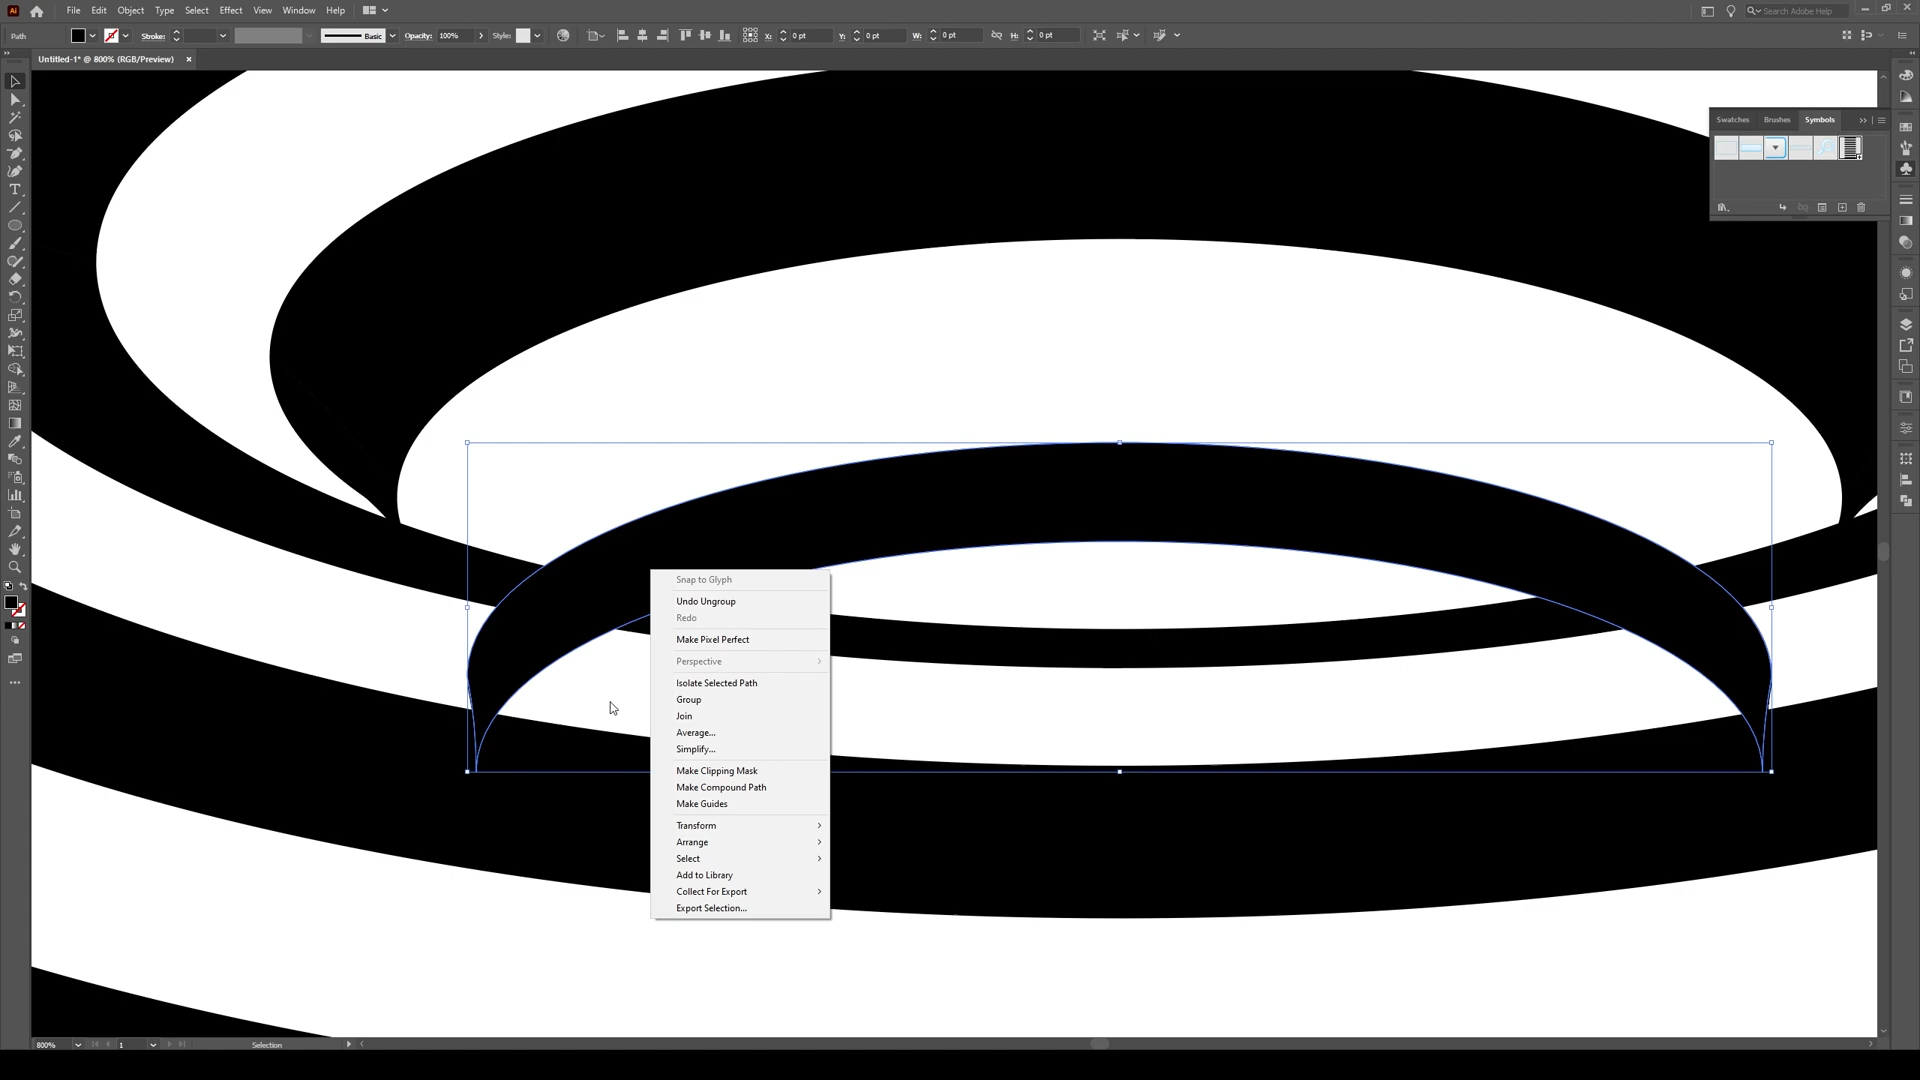 Ai File Edit Object Type Select Effect View Window Help Search Adobe Help
Path Stroke: Basic Opacity: 100% Style: X: 0 pt Y: 0 pt W: 0 pt H: 0 pt
Untitled-1* @ 800% (RGB/Preview)
Swatches Brushes Symbols
Snap to Glyph
Undo Ungroup
Redo
Make Pixel Perfect
Perspective
Isolate Selected Path
Group
Join
Average...
Simplify...
Make Clipping Mask
Make Compound Path
Make Guides
Transform
Arrange
Select
Add to Library
Collect For Export
Export Selection...
800% 1 Selection